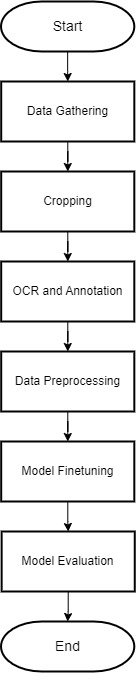 Start
Data Gathering
Cropping
OCR and Annotation
Data Preprocessing
Model Finetuning
Model Evaluation
End